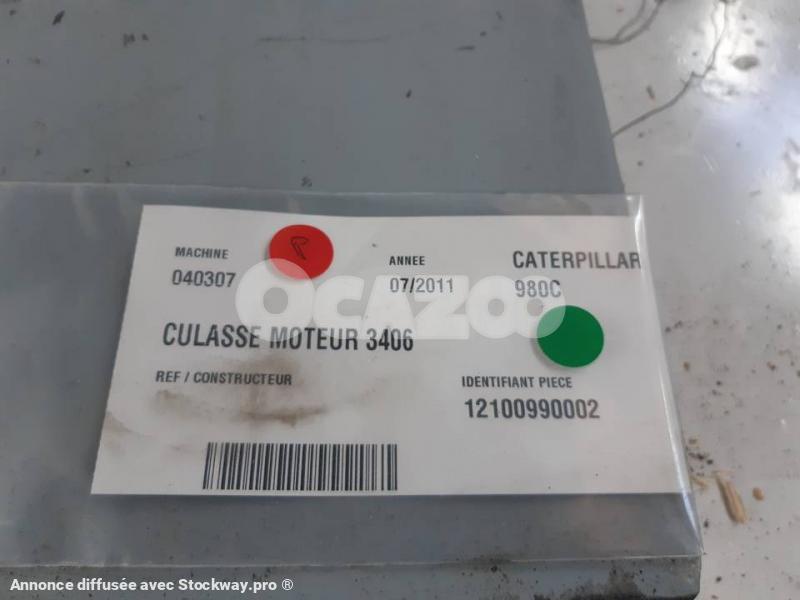 MACHINE
040307
ANNEE
07/2011
CATERPILLAR
980C
OCAZOO
CULASSE MOTEUR 3406
REF / CONSTRUCTEUR
IDENTIFIANT PIECE
12100990002
Annonce diffusée avec Stockway.pro ®